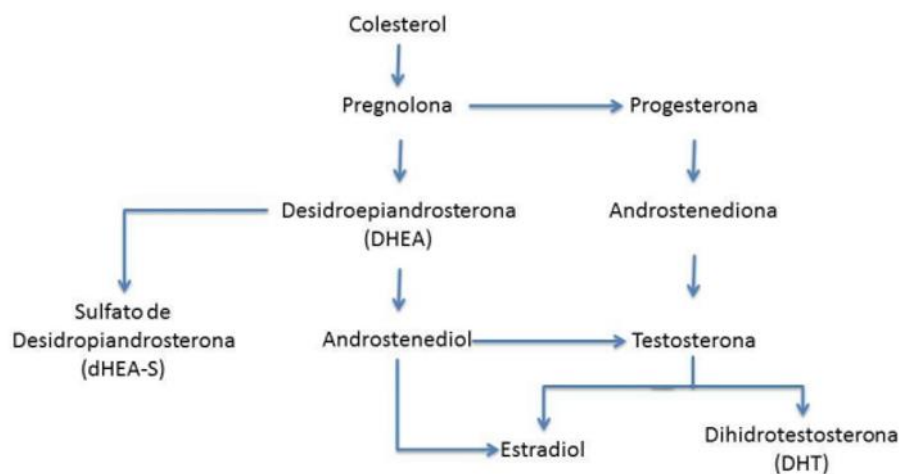 Colesterol
Pregnolona
Progesterona
Desidroepiandrosterona
(DHEA)
Androstenediona
Sulfato de
Desidropiandrosterona
(dHEA-S)
Androstenediol
Testosterona
Estradiol
Dihidrotestosterona
(DHT)